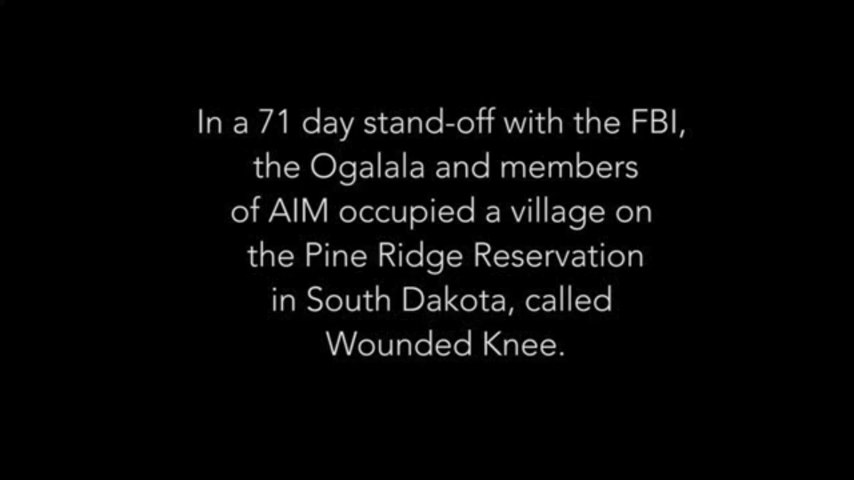 In a 71 day stand-off with the FBI,
the Ogalala and members
of AIM occupied a village on
the Pine Ridge Reservation
in South Dakota, called
Wounded Knee.